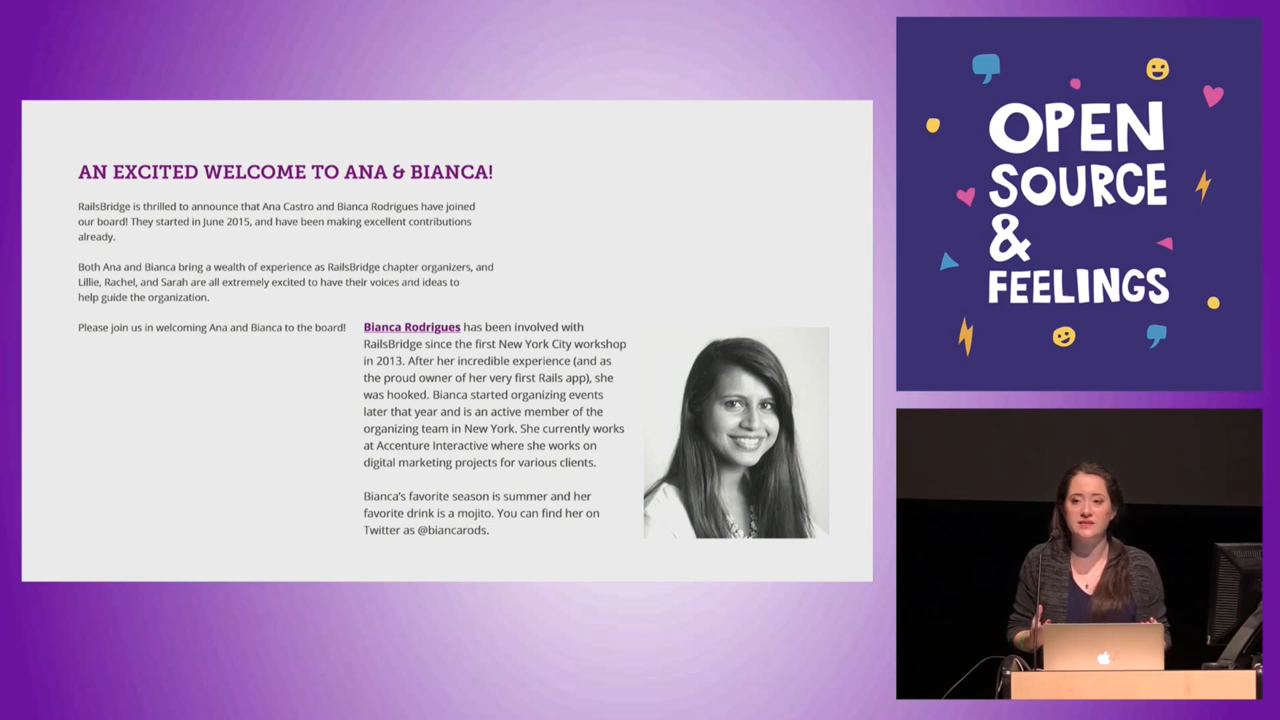 AN EXCITED WELCOME TO ANA & BIANCA!
RailsBridge is thrilled to announce that Ana Castro and Bianca Rodrigues have joined
our board! They started in June 2015, and have been making excellent contributions
already.
Both Ana and Bianca bring a wealth of experience as RailsBridge chapter organizers, and
Lillie, Rachel, and Sarah are all extremely excited to have their voices and ideas to
help guide the organization.
Please join us in welcoming Ana and Bianca to the board!
Bianca Rodrigues has been involved with
RailsBridge since the first New York City workshop
in 2013. After her incredible experience (and as
the proud owner of her very first Rails app), she
was hooked. Bianca started organizing events
later that year and is an active member of the
organizing team in New York. She currently works
at Accenture Interactive where she works on
digital marketing projects for various clients.
Bianca's favorite season is summer and her
favorite drink is a mojito. You can find her on
Twitter as @biancarods.
OPEN
SOURCE
&
FEELINGS